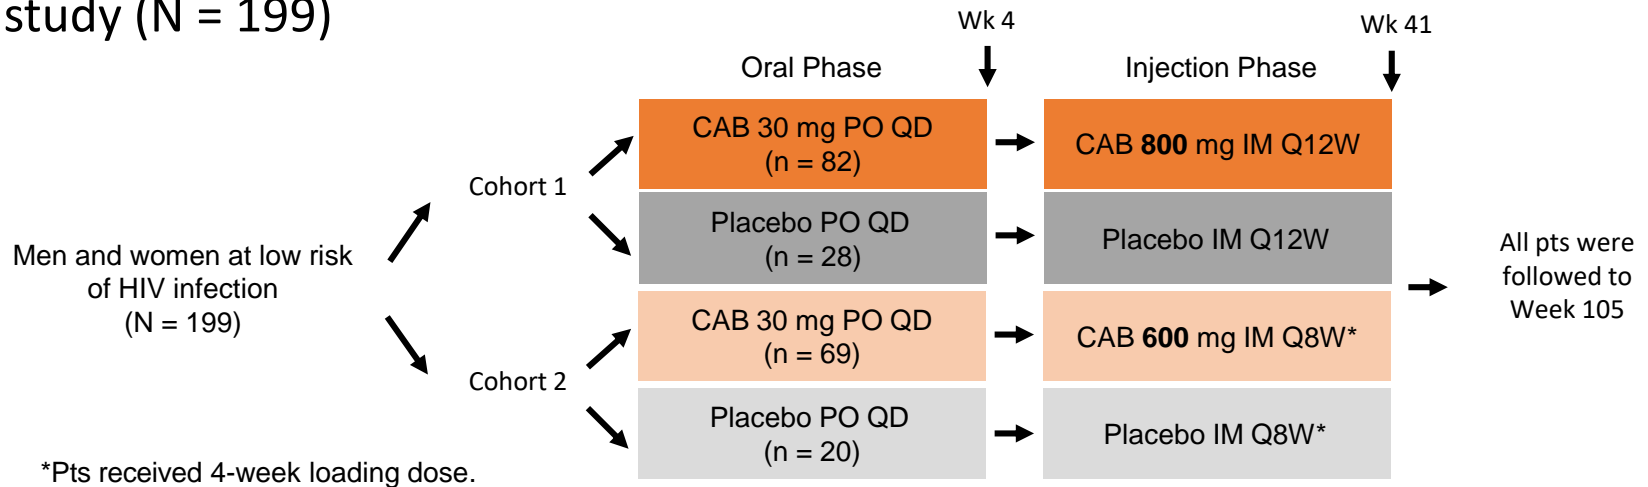 study (N = 199)
Wk 4
Wk 41
Oral Phase
Injection Phase
Men and women at low risk
of HIV infection
(N = 199)
Cohort 1
CAB 30 mg PO QD
(n = 82)
CAB 800 mg IM Q12W
Placebo PO QD
(n = 28)
Placebo IM Q12W
Cohort 2
CAB 30 mg PO QD
(n = 69)
CAB 600 mg IM Q8W*
Placebo PO QD
(n = 20)
Placebo IM Q8W*
All pts were
followed to
Week 105
*Pts received 4-week loading dose.